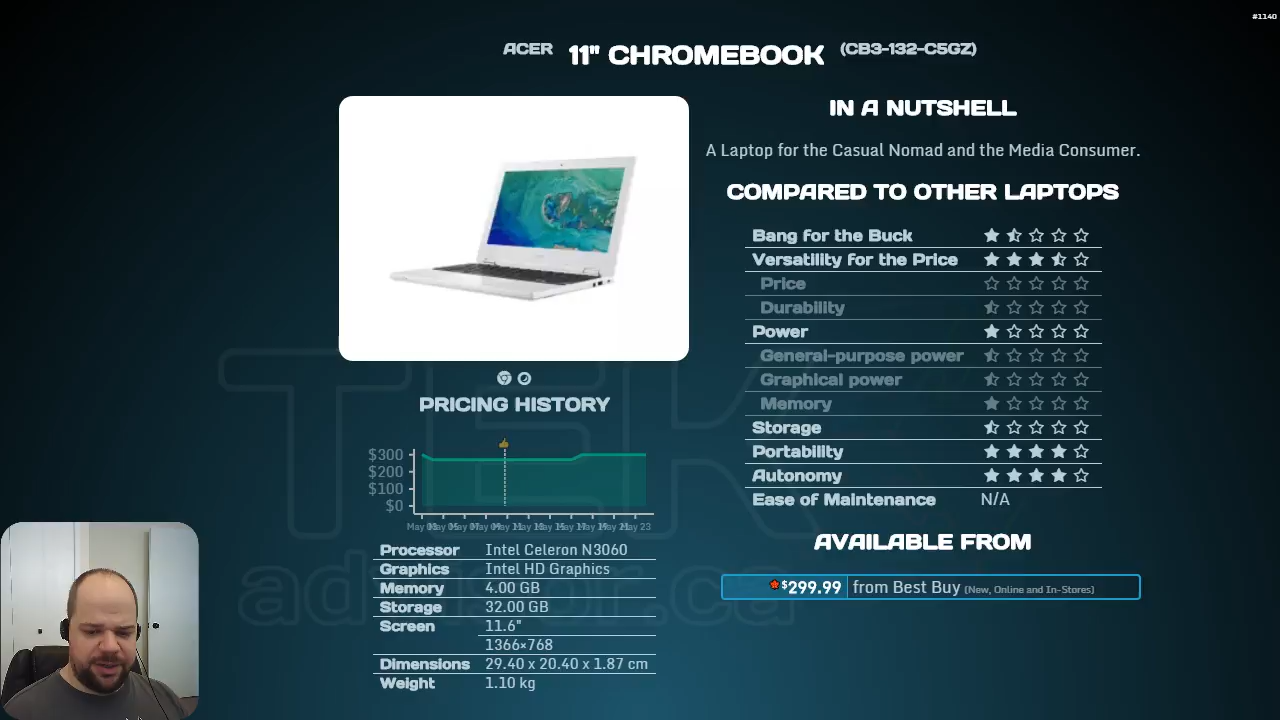 #1140
ACER 11" CHROMEBOOK (CB3-132-C5GZ)
IN A NUTSHELL
A Laptop for the Casual Nomad and the Media Consumer.
COMPARED TO OTHER LAPTOPS
Bang for the Buck
Versatility for the Price
Price
Durability
Power
General-purpose power
Graphical power
Memory
Storage
Portability
Autonomy
Ease of Maintenance N/A
AVAILABLE FROM
$299.99 from Best Buy (New, Online and In-Stores)
PRICING HISTORY
$300
$200
$100
$0
Processor Intel Celeron N3060
Graphics Intel HD Graphics
Memory 4.00 GB
Storage 32.00 GB
Screen 11.6"
1366×768
Dimensions 29.40 x 20.40 x 1.87 cm
Weight 1.10 kg